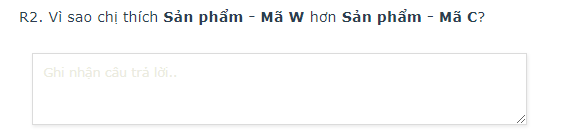 R2. Vì sao chị thích Sản phẩm - Mã W hơn Sản phẩm - Mã C?
Ghi nhận câu trả lời..